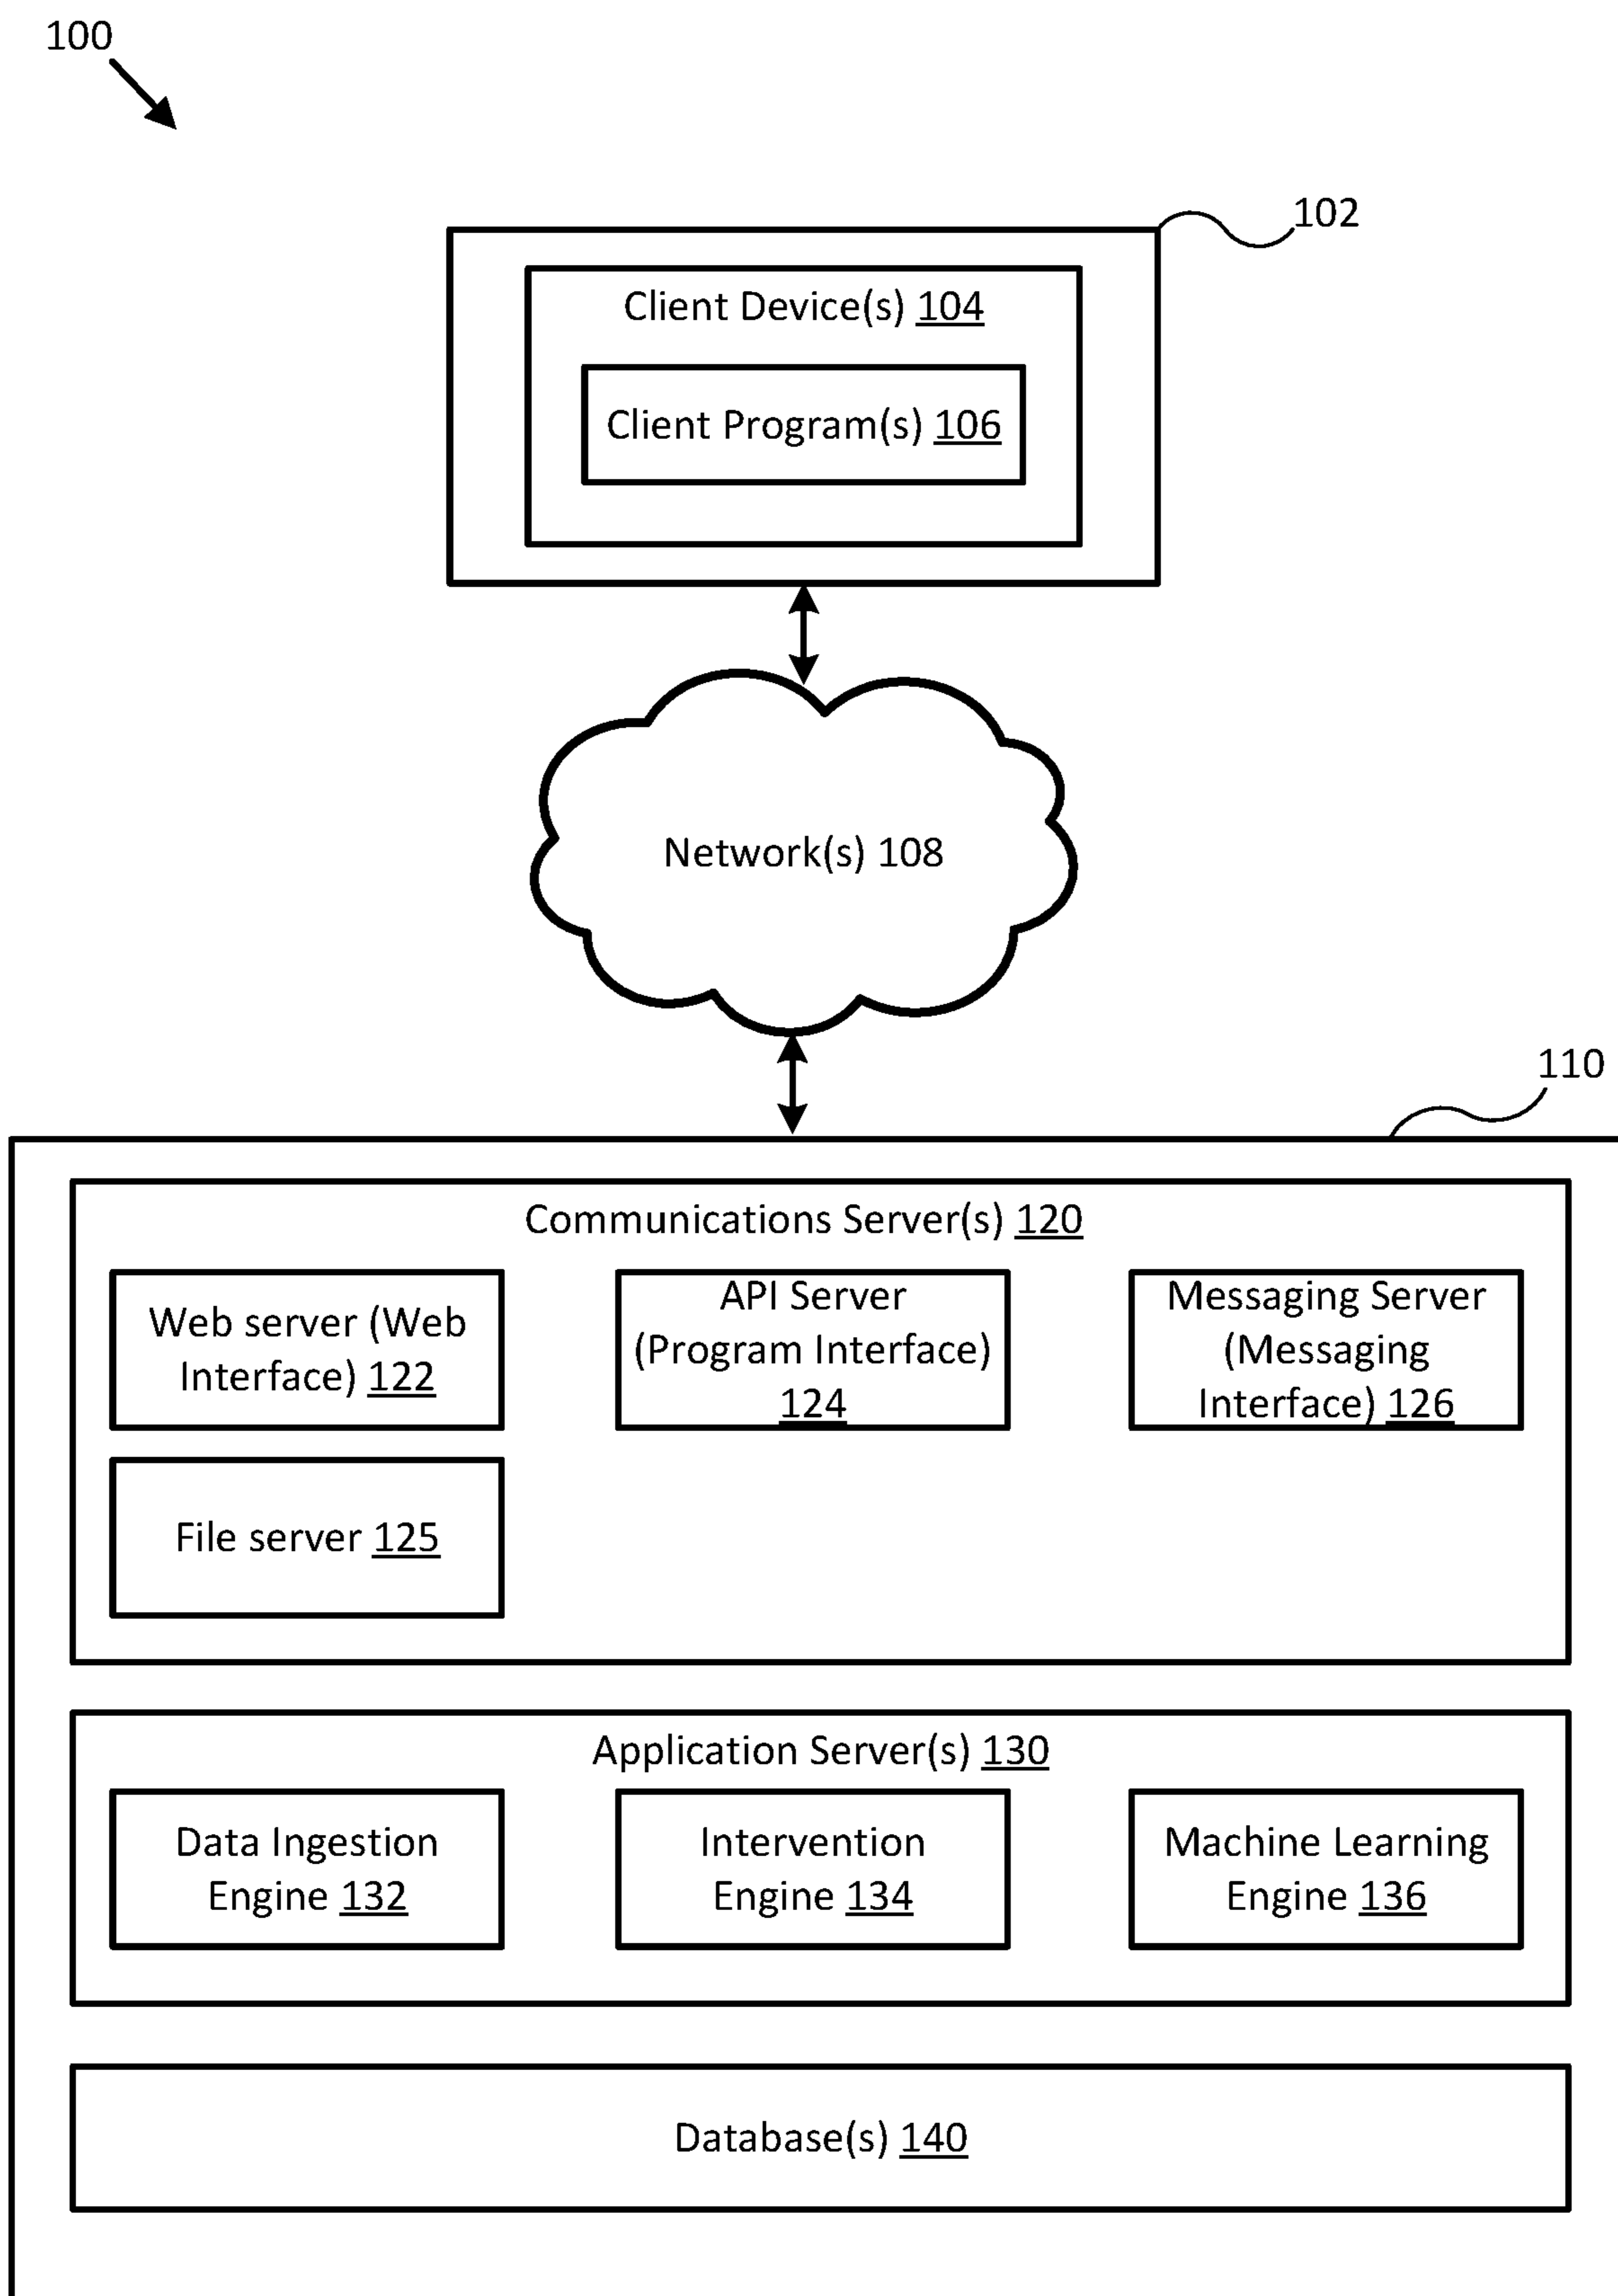 100
102
Client Device(s) 104
Client Program(s) 106
Network(s) 108
110
Communications Server(s) 120
Web server (Web
Interface) 122
API Server
(Program Interface)
124
Messaging Server
(Messaging
Interface) 126
File server 125
Application Server(s) 130
Data Ingestion
Engine 132
Intervention
Engine 134
Machine Learning
Engine 136
Database(s) 140